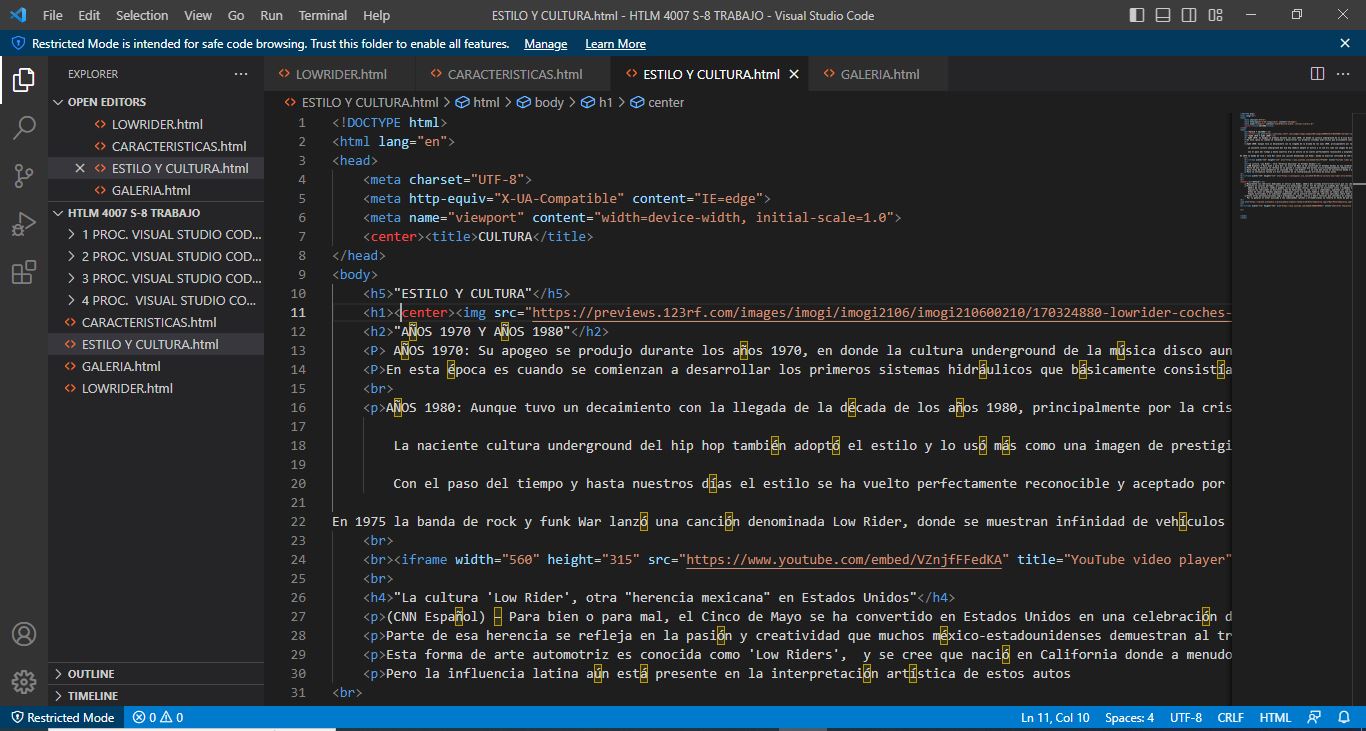 File Edit Selection View Go Run Terminal Help ESTILO Y CULTURA.html - HTLM 4007 S-8 TRABAJO - Visual Studio Code
Restricted Mode is intended for safe code browsing. Trust this folder to enable all features. Manage Learn More
EXPLORER
OPEN EDITORS
LOWRIDER.html
CARACTERISTICAS.html
ESTILO Y CULTURA.html
GALERIA.html
HTLM 4007 S-8 TRABAJO
1 PROC. VISUAL STUDIO COD...
2 PROC. VISUAL STUDIO COD...
3 PROC. VISUAL STUDIO COD...
4 PROC. VISUAL STUDIO CO...
CARACTERISTICAS.html
ESTILO Y CULTURA.html
GALERIA.html
LOWRIDER.html
OUTLINE
TIMELINE
LOWRIDER.html CARACTERISTICAS.html ESTILO Y CULTURA.html GALERIA.html
ESTILO Y CULTURA.html > html > body > h1 > center
1 <!DOCTYPE html>
2 <html lang="en">
3 <head>
4 <meta charset="UTF-8">
5 <meta http-equiv="X-UA-Compatible" content="IE=edge">
6 <meta name="viewport" content="width=device-width, initial-scale=1.0">
7 <center><title>CULTURA</title>
8 </head>
9 <body>
10 <h5>"ESTILO Y CULTURA"</h5>
11 <h1><center><img src="https://previews.123rf.com/images/imogi/imogi2106/imogi210600210/170324880-lowrider-coches-
12 <h2>"AÑOS 1970 Y AÑOS 1980"</h2>
13 <P> AÑOS 1970: Su apogeo se produjo durante los años 1970, en donde la cultura underground de la música disco aun
14 <P>En esta época es cuando se comienzan a desarrollar los primeros sistemas hidráulicos que básicamente consistía
15 <br>
16 <p>AÑOS 1980: Aunque tuvo un decaimiento con la llegada de la década de los años 1980, principalmente por la cris
17
18 La naciente cultura underground del hip hop también adoptó el estilo y lo usó más como una imagen de prestigi
19
20 Con el paso del tiempo y hasta nuestros días el estilo se ha vuelto perfectamente reconocible y aceptado por
21
22 En 1975 la banda de rock y funk War lanzó una canción denominada Low Rider, donde se muestran infinidad de vehículos
23 <br>
24 <br><iframe width="560" height="315" src="https://www.youtube.com/embed/VZnjfFFedKA" title="YouTube video player"
25 <br>
26 <h4>"La cultura 'Low Rider', otra "herencia mexicana" en Estados Unidos"</h4>
27 <p>(CNN Español) – Para bien o para mal, el Cinco de Mayo se ha convertido en Estados Unidos en una celebración d
28 <p>Parte de esa herencia se refleja en la pasión y creatividad que muchos méxico-estadounidenses demuestran al tr
29 <p>Esta forma de arte automotriz es conocida como 'Low Riders',  y se cree que nació en California donde a menudo
30 <p>Pero la influencia latina aún está presente en la interpretación artística de estos autos
31 <br>
Restricted Mode 0 0 Ln 11, Col 10 Spaces: 4 UTF-8 CRLF HTML